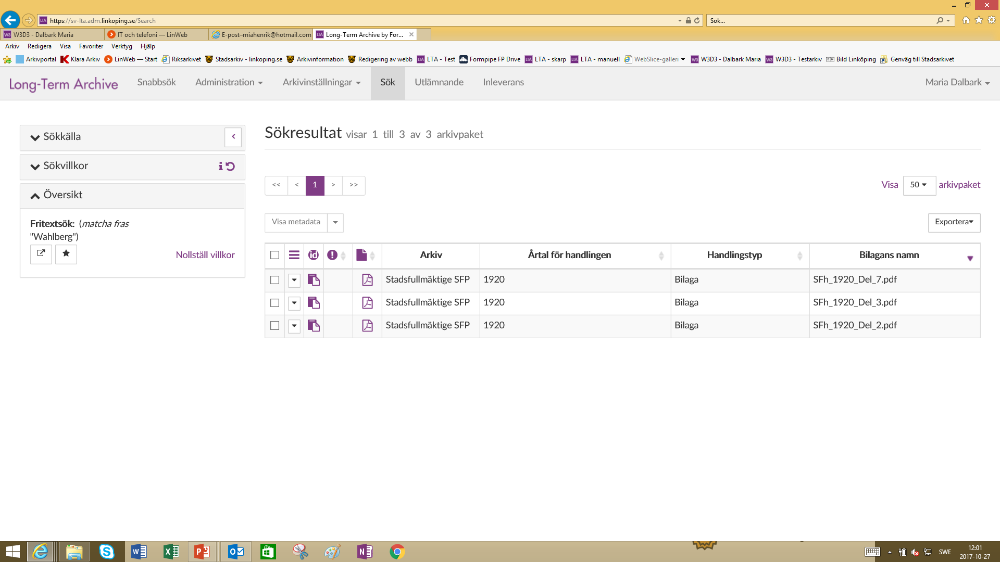 https://sv-lta.adm.linkoping.se/Search
Sök...
W3D3 - Dalbark Maria
IT och telefoni — LinWeb
E-post–miahenrik@hotmail.com
Long-Term Archive by For...
Arkiv Redigera Visa Favoriter Verktyg Hjälp
Arkivportal Klara Arkiv LinWeb — Start Riksarkivet Stadsarkiv - linkoping.se Arkivinformation Redigering av webb LTA - Test Formpipe FP Drive LTA - skarp LTA - manuell WebSlice-galleri W3D3 - Dalbark Maria W3D3 - Testarkiv Bild Linköping Genväg till Stadsarkivet
Long-Term Archive Snabbsök Administration Arkivinställningar Sök Utlämnande Inleverans Maria Dalbark
Sökkälla
Sökvillkor
Översikt
Fritextsök: (matcha fras
"Wahlberg")
Nollställ villkor
Sökresultat visar 1 till 3 av 3 arkivpaket
<< < 1 > >>
Visa 50 arkivpaket
Visa metadata
Exportera
id Arkiv Årtal för handlingen Handlingstyp Bilagans namn
Stadsfullmäktige SFP 1920 Bilaga SFh_1920_Del_7.pdf
Stadsfullmäktige SFP 1920 Bilaga SFh_1920_Del_3.pdf
Stadsfullmäktige SFP 1920 Bilaga SFh_1920_Del_2.pdf
SWE
12:01
2017-10-27